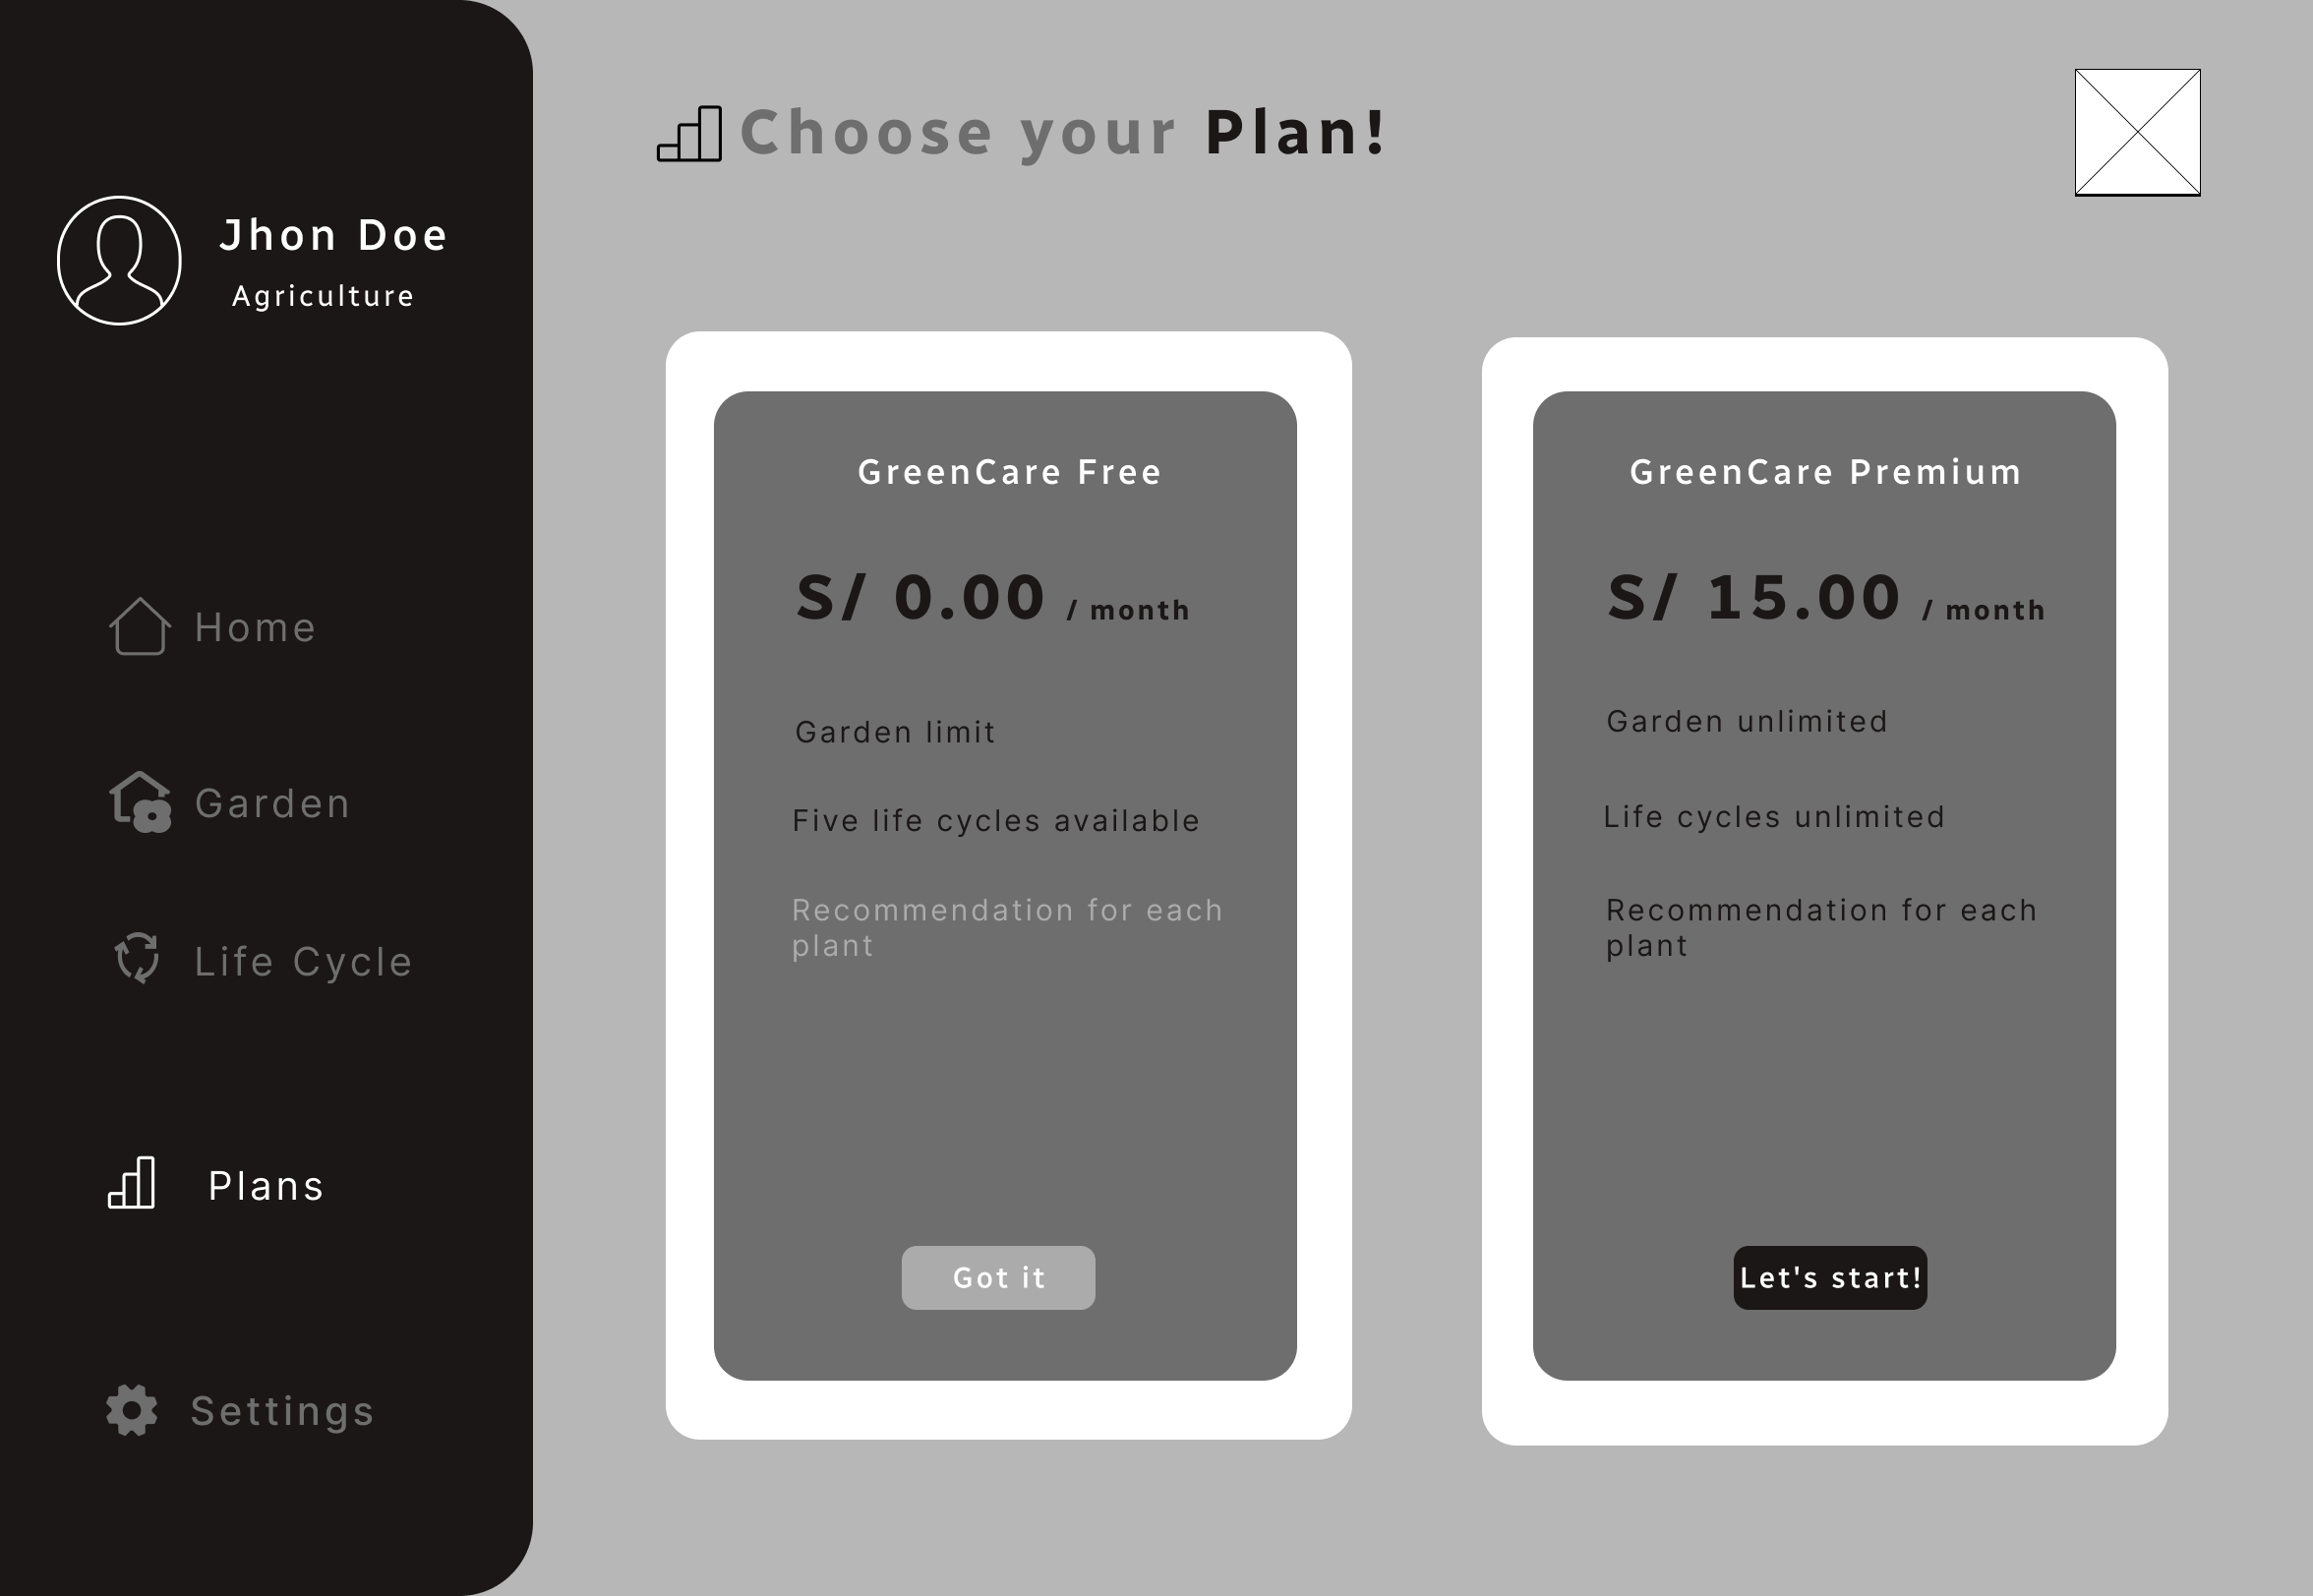 Jhon Doe
Agriculture
Home
Garden
Life Cycle
Plans
Settings
Choose your Plan!
GreenCare Free
S/ 0.00 / month
Garden limit
Five life cycles available
Recommendation for each
plant
Got it
GreenCare Premium
S/ 15.00 / month
Garden unlimited
Life cycles unlimited
Recommendation for each
plant
Let's start!